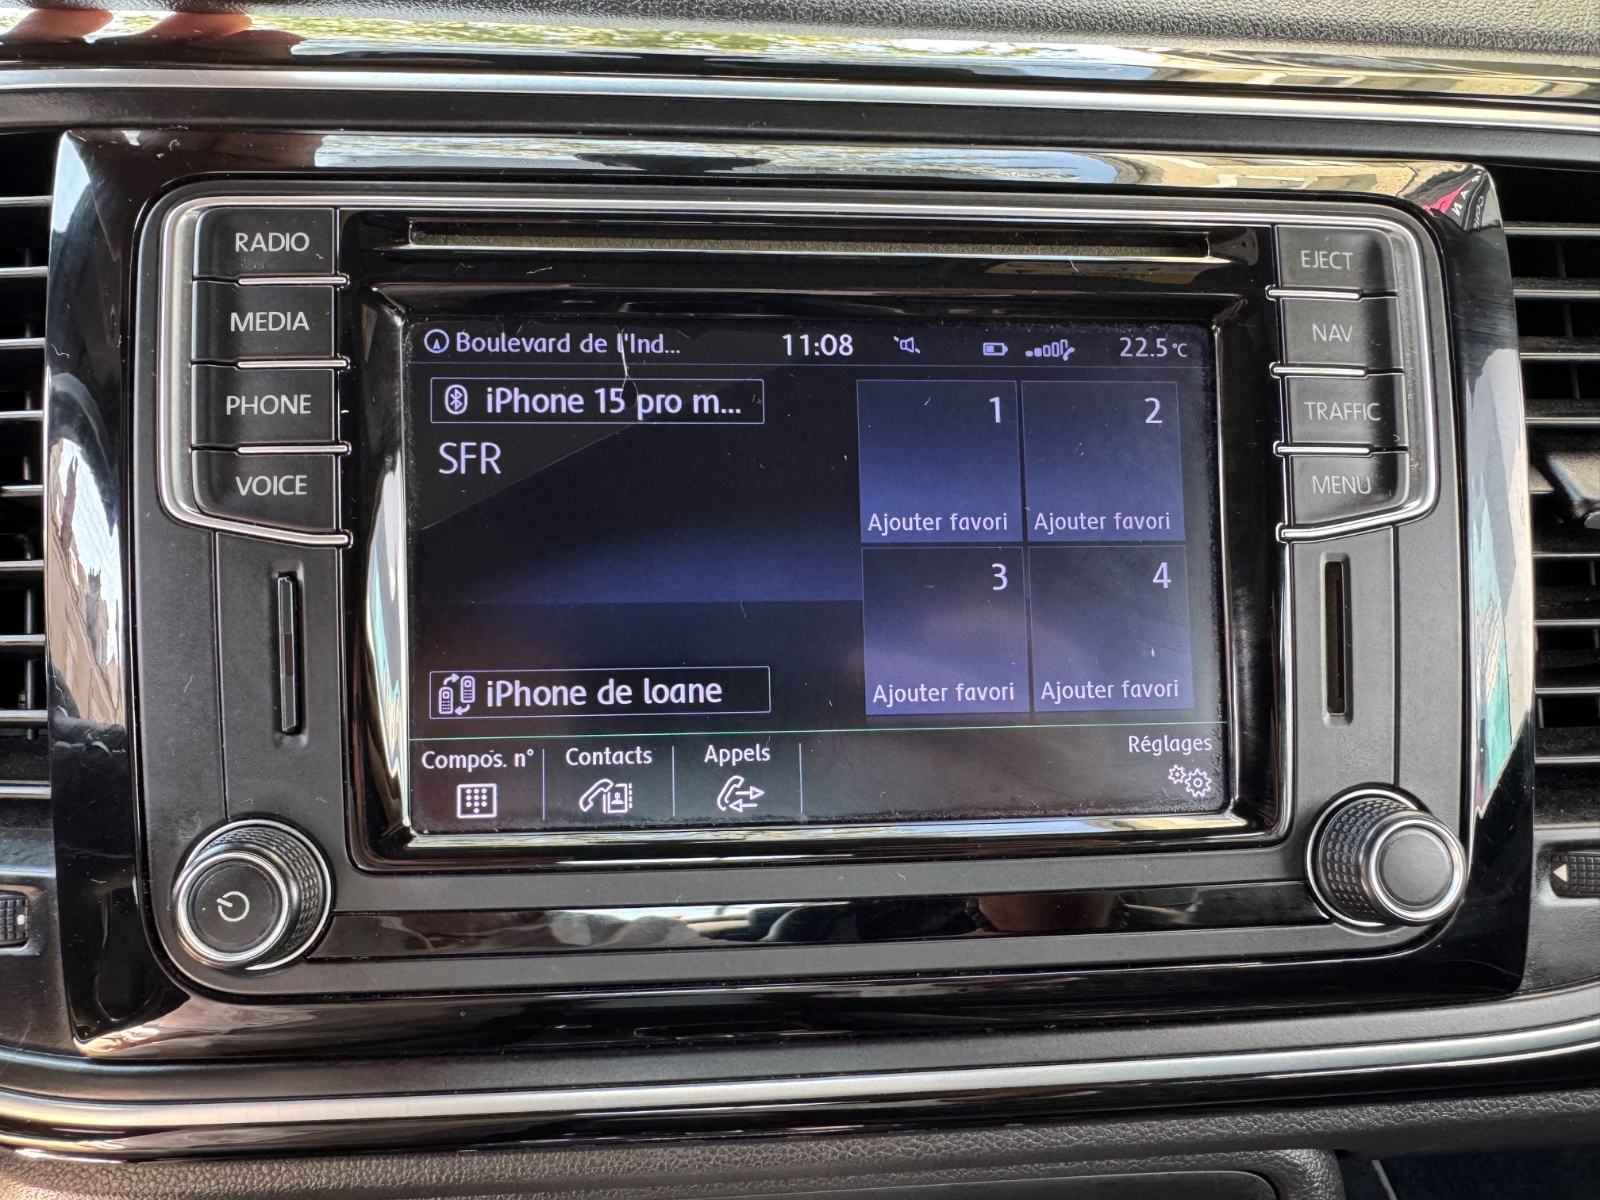 RADIO
MEDIA
PHONE
VOICE
EJECT
NAV
TRAFFIC
MENU
Boulevard de l'Ind... 11:08 22.5°C
iPhone 15 pro m...
SFR
1
Ajouter favori
2
Ajouter favori
3
Ajouter favori
4
Ajouter favori
iPhone de loane
Compos. n° Contacts Appels Réglages